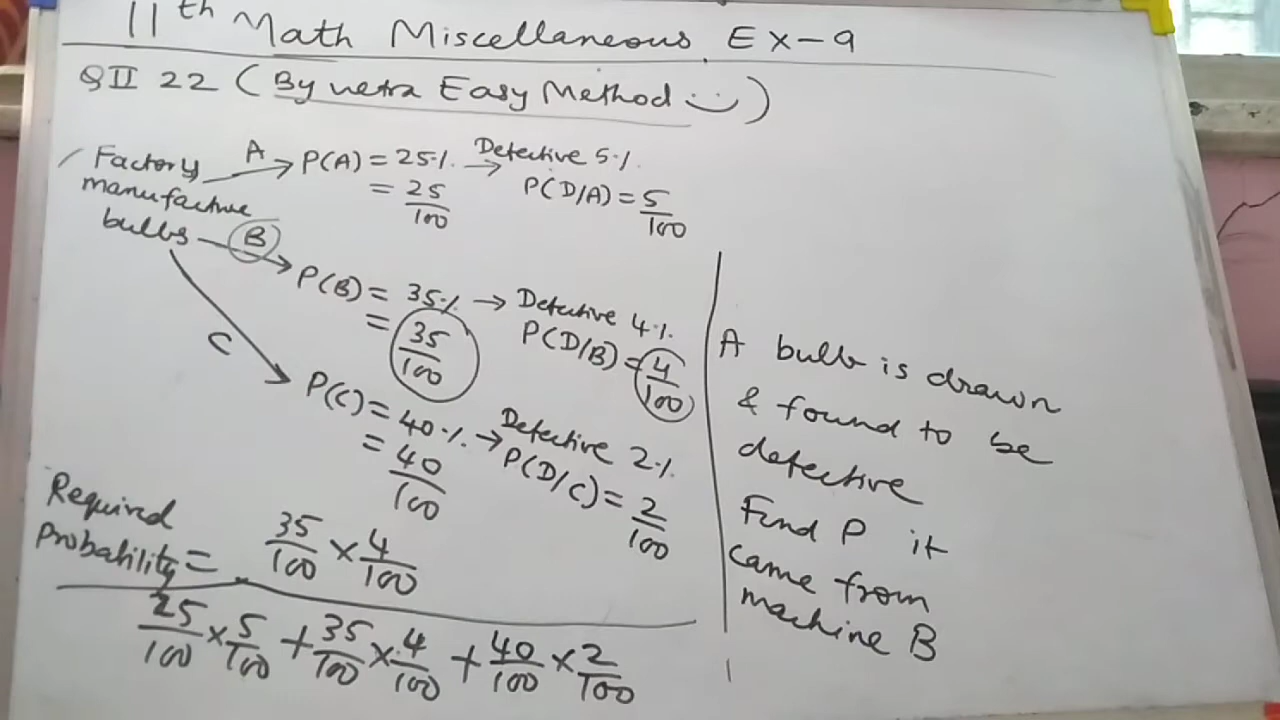 11th Math Miscellaneous Ex-9
QII 22 (By netra Easy Method :-)
Factory manufacture bulbs
A → P(A) = 25% → Defective 5%
= 25/100 P(D/A) = 5/100
B → P(B) = 35% → Defective 4%
= 35/100 P(D/B) = 4/100
C → P(C) = 40% → Defective 2%
= 40/100 P(D/C) = 2/100
Required
Probability = 35/100 × 4/100
25/100 × 5/100 + 35/100 × 4/100 + 40/100 × 2/100
A bulb is drawn
& found to be
defective
Find P it
came from
machine B